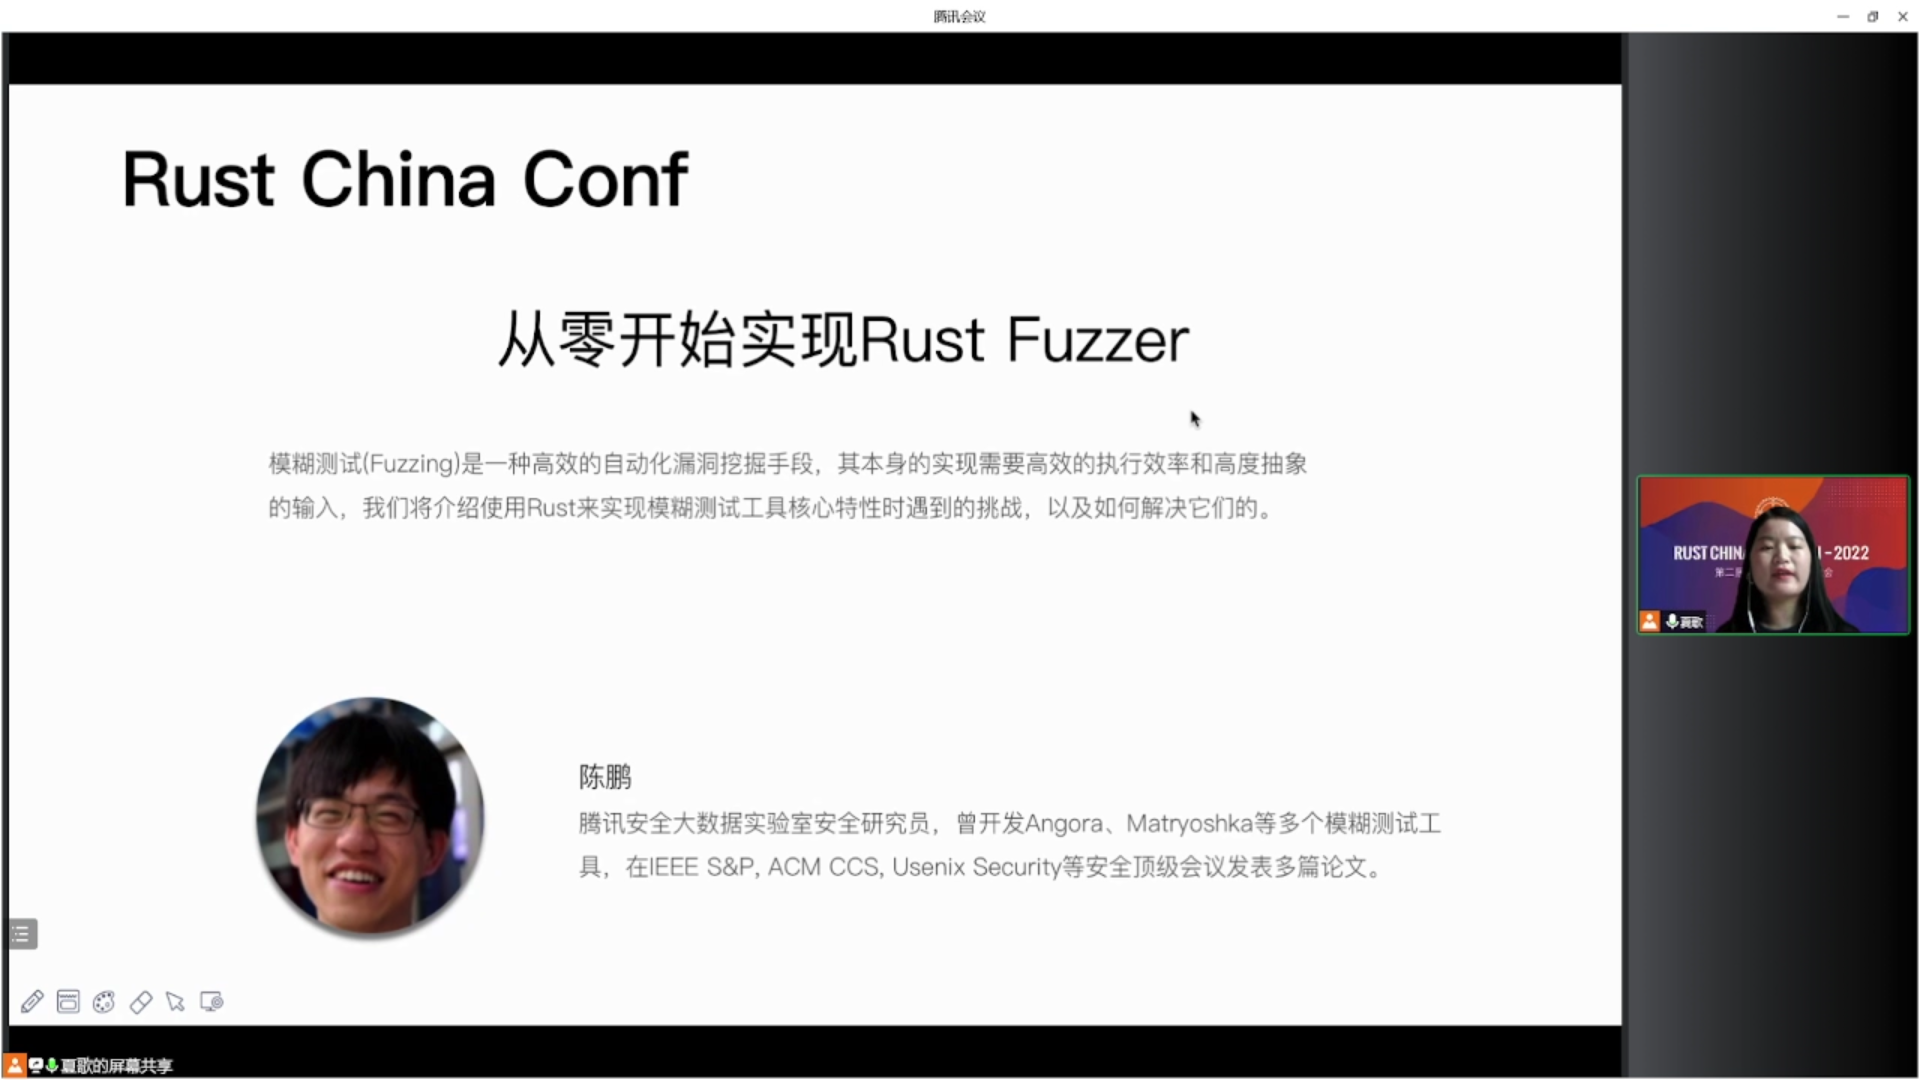 腾讯会议
Rust China Conf
从零开始实现Rust Fuzzer
模糊测试(Fuzzing)是一种高效的自动化漏洞挖掘手段，其本身的实现需要高效的执行效率和高度抽象
的输入，我们将介绍使用Rust来实现模糊测试工具核心特性时遇到的挑战，以及如何解决它们的。
RUST CHIN
-2022
第二
会
夏歌
陈鹏
腾讯安全大数据实验室安全研究员，曾开发Angora、Matryoshka等多个模糊测试工
具，在IEEE S&P, ACM CCS, Usenix Security等安全顶级会议发表多篇论文。
夏歌的屏幕共享